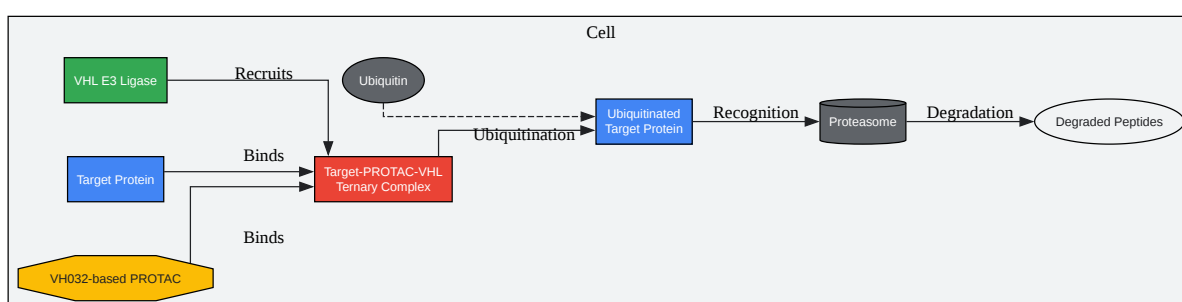 Cell
VHL E3 Ligase
Recruits
Ubiquitin
Ubiquitinated
Target Protein
Recognition
Proteasome
Degradation
Degraded Peptides
Ubiquitination
Binds
Target Protein
Target-PROTAC-VHL
Ternary Complex
Binds
VH032-based PROTAC